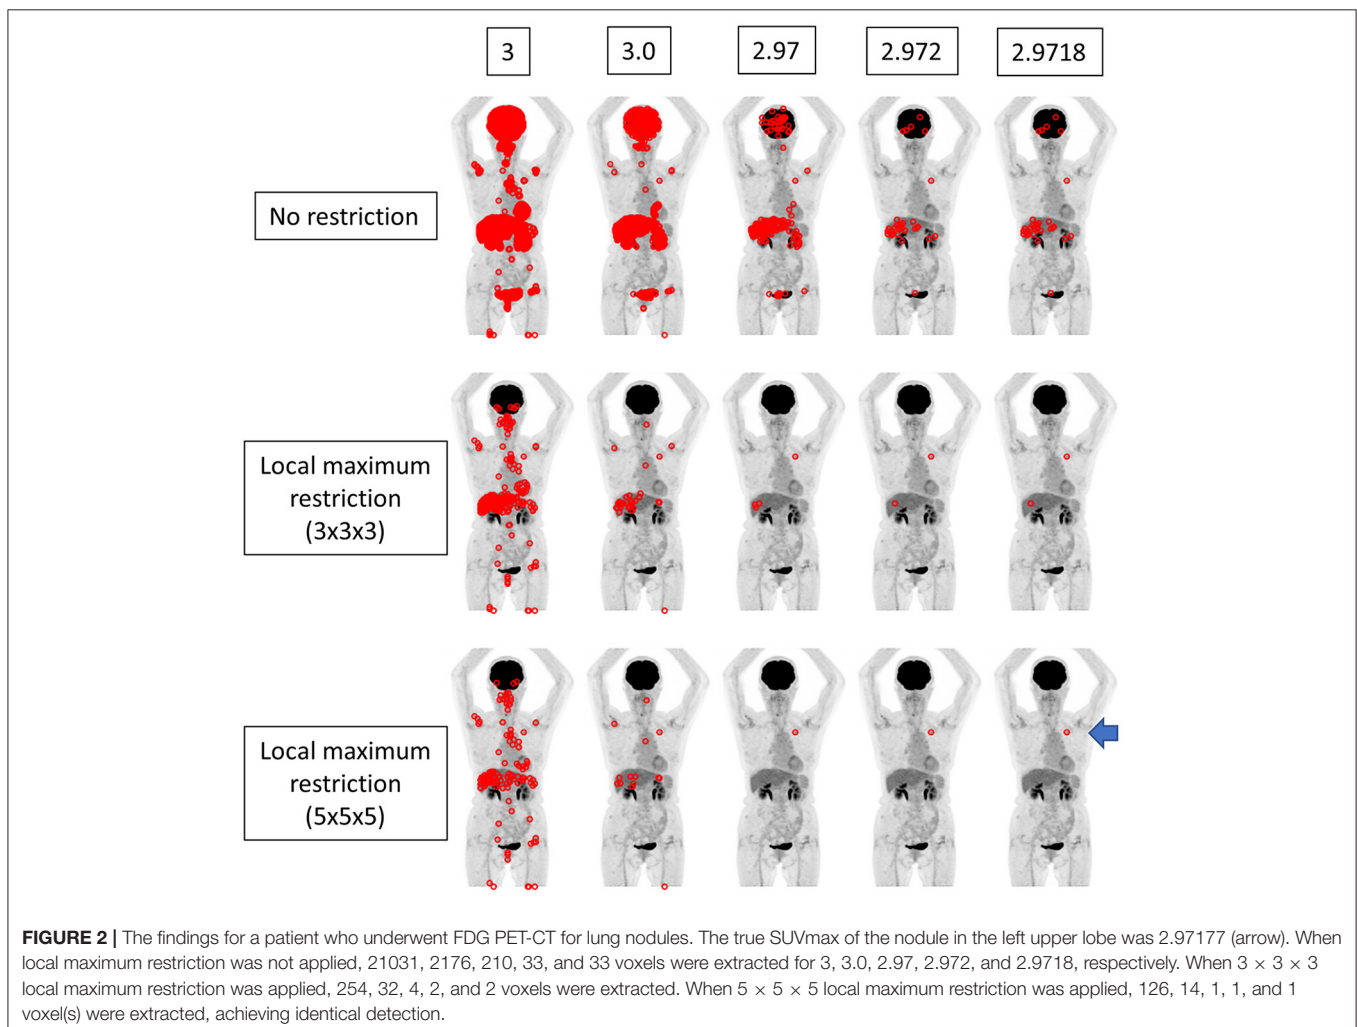 3 3.0 2.97 2.972 2.9718
No restriction
Local maximum
restriction
(3x3x3)
Local maximum
restriction
(5x5x5)
FIGURE 2 | The findings for a patient who underwent FDG PET-CT for lung nodules. The true SUVmax of the nodule in the left upper lobe was 2.97177 (arrow). When
local maximum restriction was not applied, 21031, 2176, 210, 33, and 33 voxels were extracted for 3, 3.0, 2.97, 2.972, and 2.9718, respectively. When 3 × 3 × 3
local maximum restriction was applied, 254, 32, 4, 2, and 2 voxels were extracted. When 5 × 5 × 5 local maximum restriction was applied, 126, 14, 1, 1, and 1
voxel(s) were extracted, achieving identical detection.